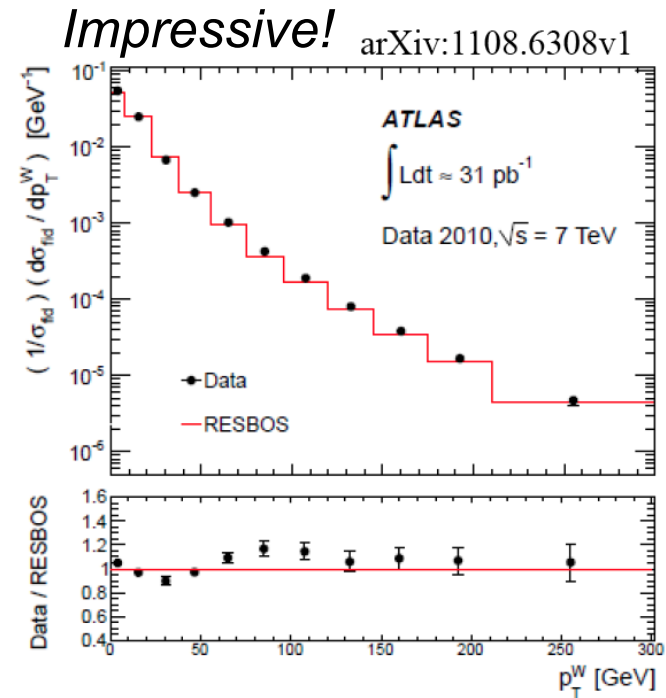 Impressive! arXiv:1108.6308v1
( 1/σ_fid ) ( dσ_fid / dp_T^W ) [GeV^-1]
10^-1
10^-2
10^-3
10^-4
10^-5
10^-6
ATLAS
∫ Ldt ≈ 31 pb^-1
Data 2010,√s = 7 TeV
Data
RESBOS
Data / RESBOS
1.6
1.4
1.2
1
0.8
0.6
0.4
0 50 100 150 200 250 300
p_T^W [GeV]